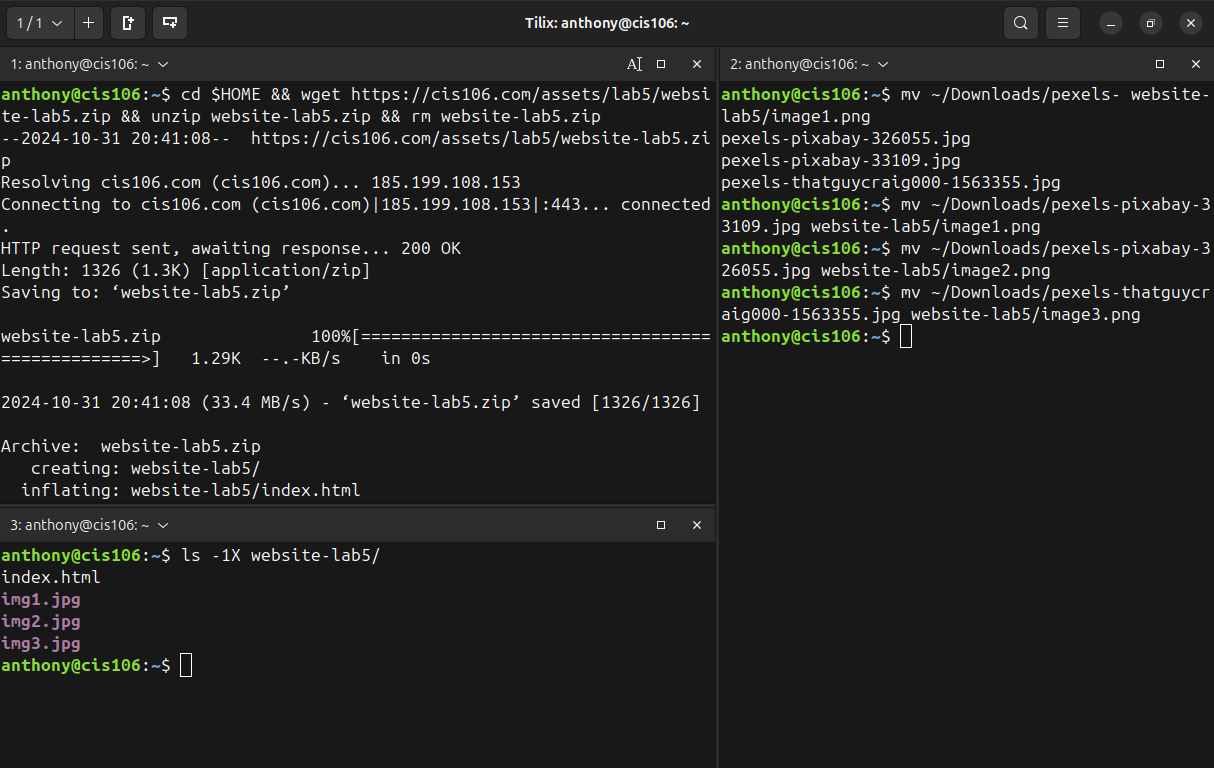 1 / 1
Tilix: anthony@cis106: ~
1: anthony@cis106: ~
anthony@cis106:~$ cd $HOME && wget https://cis106.com/assets/lab5/websi
te-lab5.zip && unzip website-lab5.zip && rm website-lab5.zip
--2024-10-31 20:41:08--  https://cis106.com/assets/lab5/website-lab5.zi
p
Resolving cis106.com (cis106.com)... 185.199.108.153
Connecting to cis106.com (cis106.com)|185.199.108.153|:443... connected
.
HTTP request sent, awaiting response... 200 OK
Length: 1326 (1.3K) [application/zip]
Saving to: ‘website-lab5.zip’
website-lab5.zip               100%[===================================
==============>]   1.29K  --.-KB/s    in 0s
2024-10-31 20:41:08 (33.4 MB/s) - ‘website-lab5.zip’ saved [1326/1326]
Archive:  website-lab5.zip
   creating: website-lab5/
  inflating: website-lab5/index.html
2: anthony@cis106: ~
anthony@cis106:~$ mv ~/Downloads/pexels- website-
lab5/image1.png
pexels-pixabay-326055.jpg
pexels-pixabay-33109.jpg
pexels-thatguycraig000-1563355.jpg
anthony@cis106:~$ mv ~/Downloads/pexels-pixabay-3
3109.jpg website-lab5/image1.png
anthony@cis106:~$ mv ~/Downloads/pexels-pixabay-3
26055.jpg website-lab5/image2.png
anthony@cis106:~$ mv ~/Downloads/pexels-thatguycr
aig000-1563355.jpg website-lab5/image3.png
anthony@cis106:~$
3: anthony@cis106: ~
anthony@cis106:~$ ls -1X website-lab5/
index.html
img1.jpg
img2.jpg
img3.jpg
anthony@cis106:~$